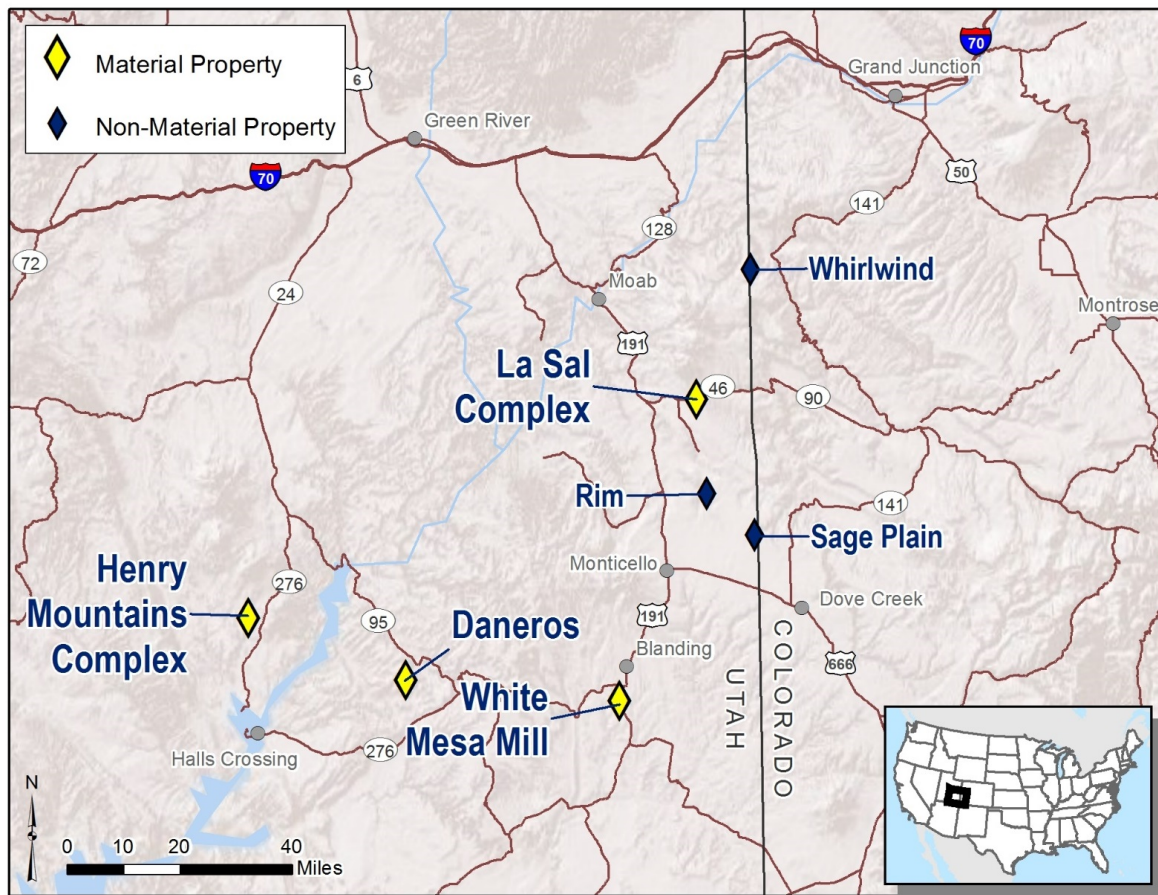 Material Property
Non-Material Property
6
70
Grand Junction
Green River
70
50
141
128
72
Whirlwind
24
Moab
Montrose
191
La Sal
Complex
46
90
Rim
141
Sage Plain
Henry
Mountains
Complex
Monticello
276
Dove Creek
95
Daneros
191
Blanding
666
White
Mesa Mill
UTAH
COLORADO
Halls Crossing
276
N
0 10 20 40
Miles